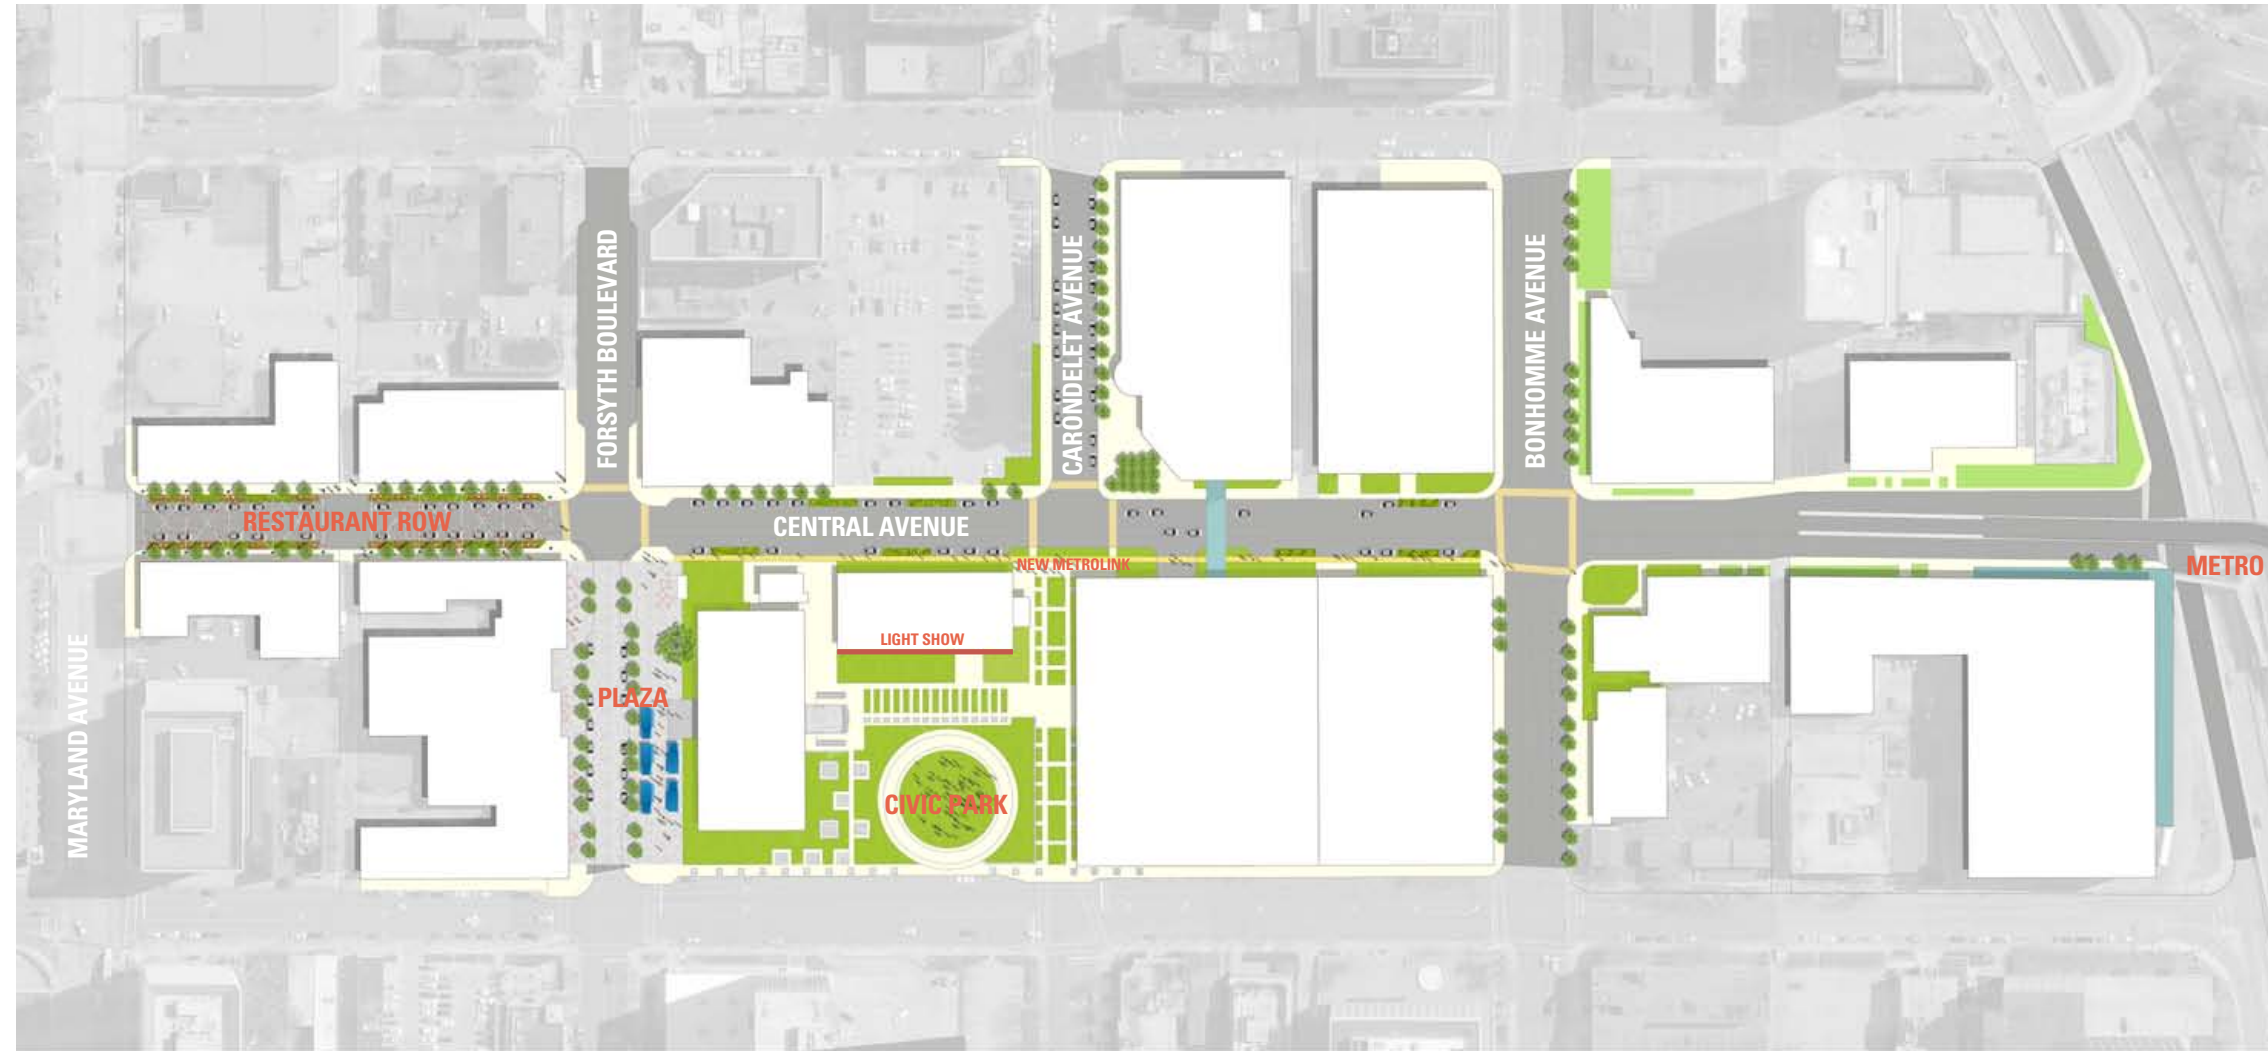 FORSYTH BOULEVARD
CARONDELET AVENUE
BONHOMME AVENUE
RESTAURANT ROW
CENTRAL AVENUE
NEW METROLINK
METRO
LIGHT SHOW
MARYLAND AVENUE
PLAZA
CIVIC PARK